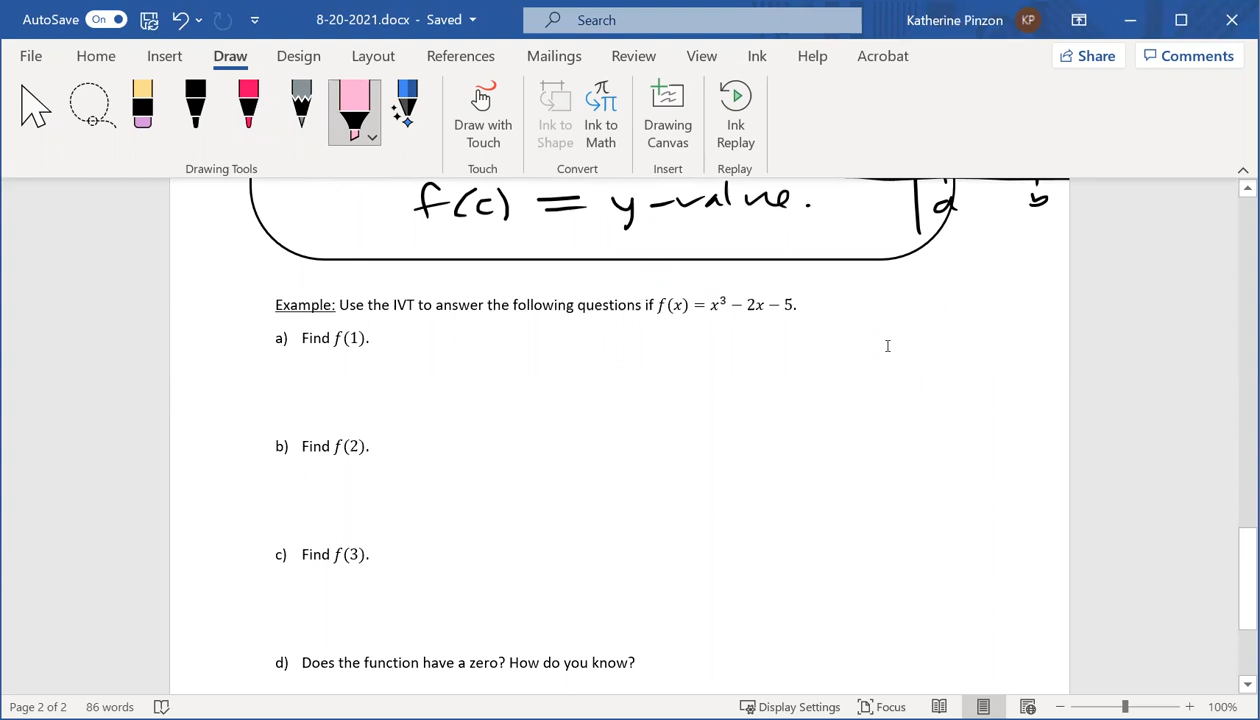 AutoSave On 8-20-2021.docx - Saved Search Katherine Pinzon KP
File Home Insert Draw Design Layout References Mailings Review View Ink Help Acrobat Share Comments
Draw with Touch Ink to Shape Ink to Math Drawing Canvas Ink Replay
Drawing Tools Touch Convert Insert Replay
f(c) = y-value. d b
Example: Use the IVT to answer the following questions if f(x) = x³ − 2x − 5.
a) Find f(1).
b) Find f(2).
c) Find f(3).
d) Does the function have a zero? How do you know?
Page 2 of 2 86 words Display Settings Focus 100%